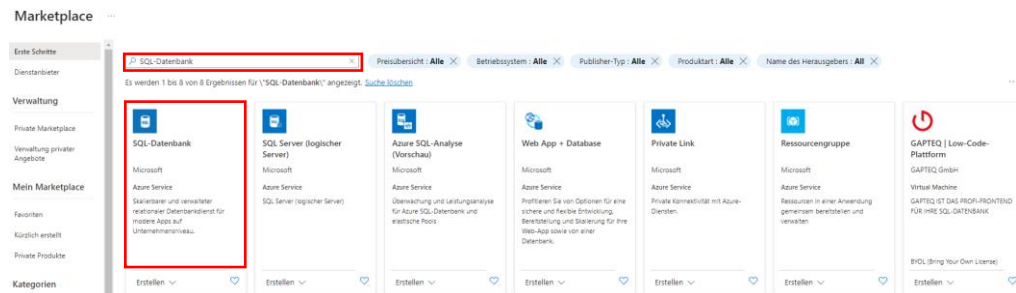 Marketplace ...
Erste Schritte
Dienstanbieter
Verwaltung
Private Marketplace
Verwaltung privater
Angebote
Mein Marketplace
Favoriten
Kürzlich erstellt
Private Produkte
Kategorien
SQL-Datenbank ×
Preisübersicht : Alle ×
Betriebssystem : Alle ×
Publisher-Typ : Alle ×
Produktart : Alle ×
Name des Herausgebers : All ×
Es werden 1 bis 8 von 8 Ergebnissen für \"SQL-Datenbank\" angezeigt. Suche löschen
SQL-Datenbank
Microsoft
Azure Service
Skalierbarer und verwalteter
relationaler Datenbankdienst für
modere Apps auf
Unternehmensniveau.
Erstellen
SQL Server (logischer
Server)
Microsoft
Azure Service
SQL Server (logischer Server)
Erstellen
Azure SQL-Analyse
(Vorschau)
Microsoft
Azure Service
Überwachung und Leistungsanalyse
für Azure SQL-Datenbank und
elastische Pools
Erstellen
Web App + Database
Microsoft
Azure Service
Profitieren Sie von Optionen für eine
sichere und flexible Entwicklung,
Bereitstellung und Skalierung für Ihre
Web-App sowie von einer
Datenbank.
Erstellen
Private Link
Microsoft
Azure Service
Private Konnektivität mit Azure-
Diensten.
Erstellen
Ressourcengruppe
Microsoft
Azure Service
Ressourcen in einer Anwendung
gemeinsam bereitstellen und
verwalten
Erstellen
GAPTEQ | Low-Code-
Plattform
GAPTEQ GmbH
Virtual Machine
GAPTEQ IST DAS PROFI-FRONTEND
FÜR IHRE SQL-DATENBANK
BYOL (Bring Your Own License)
Erstellen